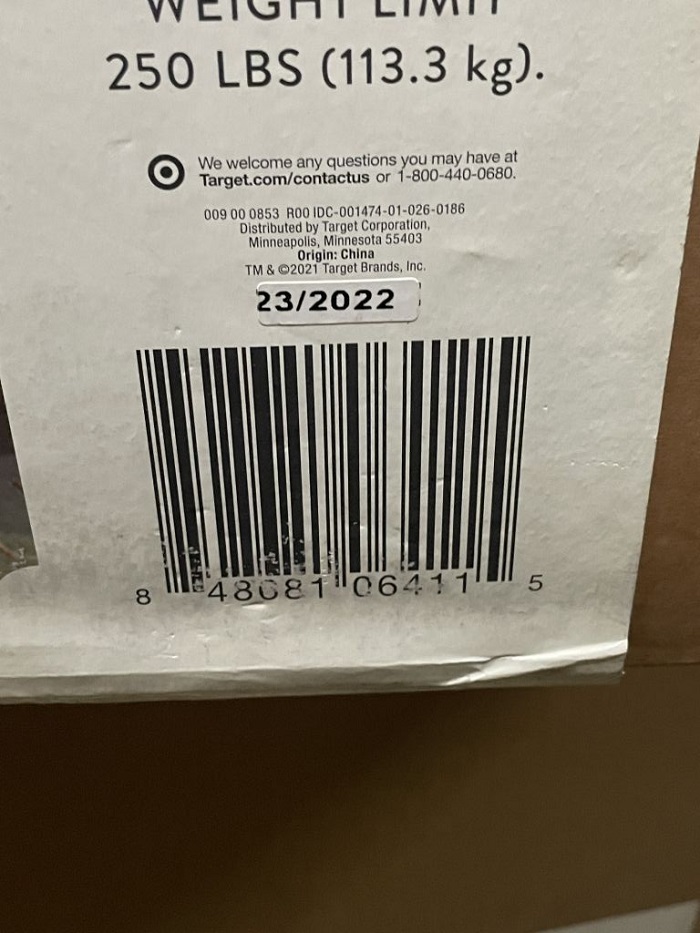 WEIGHT LIMIT
250 LBS (113.3 kg).
We welcome any questions you may have at
Target.com/contactus or 1-800-440-0680.
009 00 0853 R00 IDC-001474-01-026-0186
Distributed by Target Corporation,
Minneapolis, Minnesota 55403
Origin: China
TM & ©2021 Target Brands, Inc.
23/2022
8 48081 06411 5